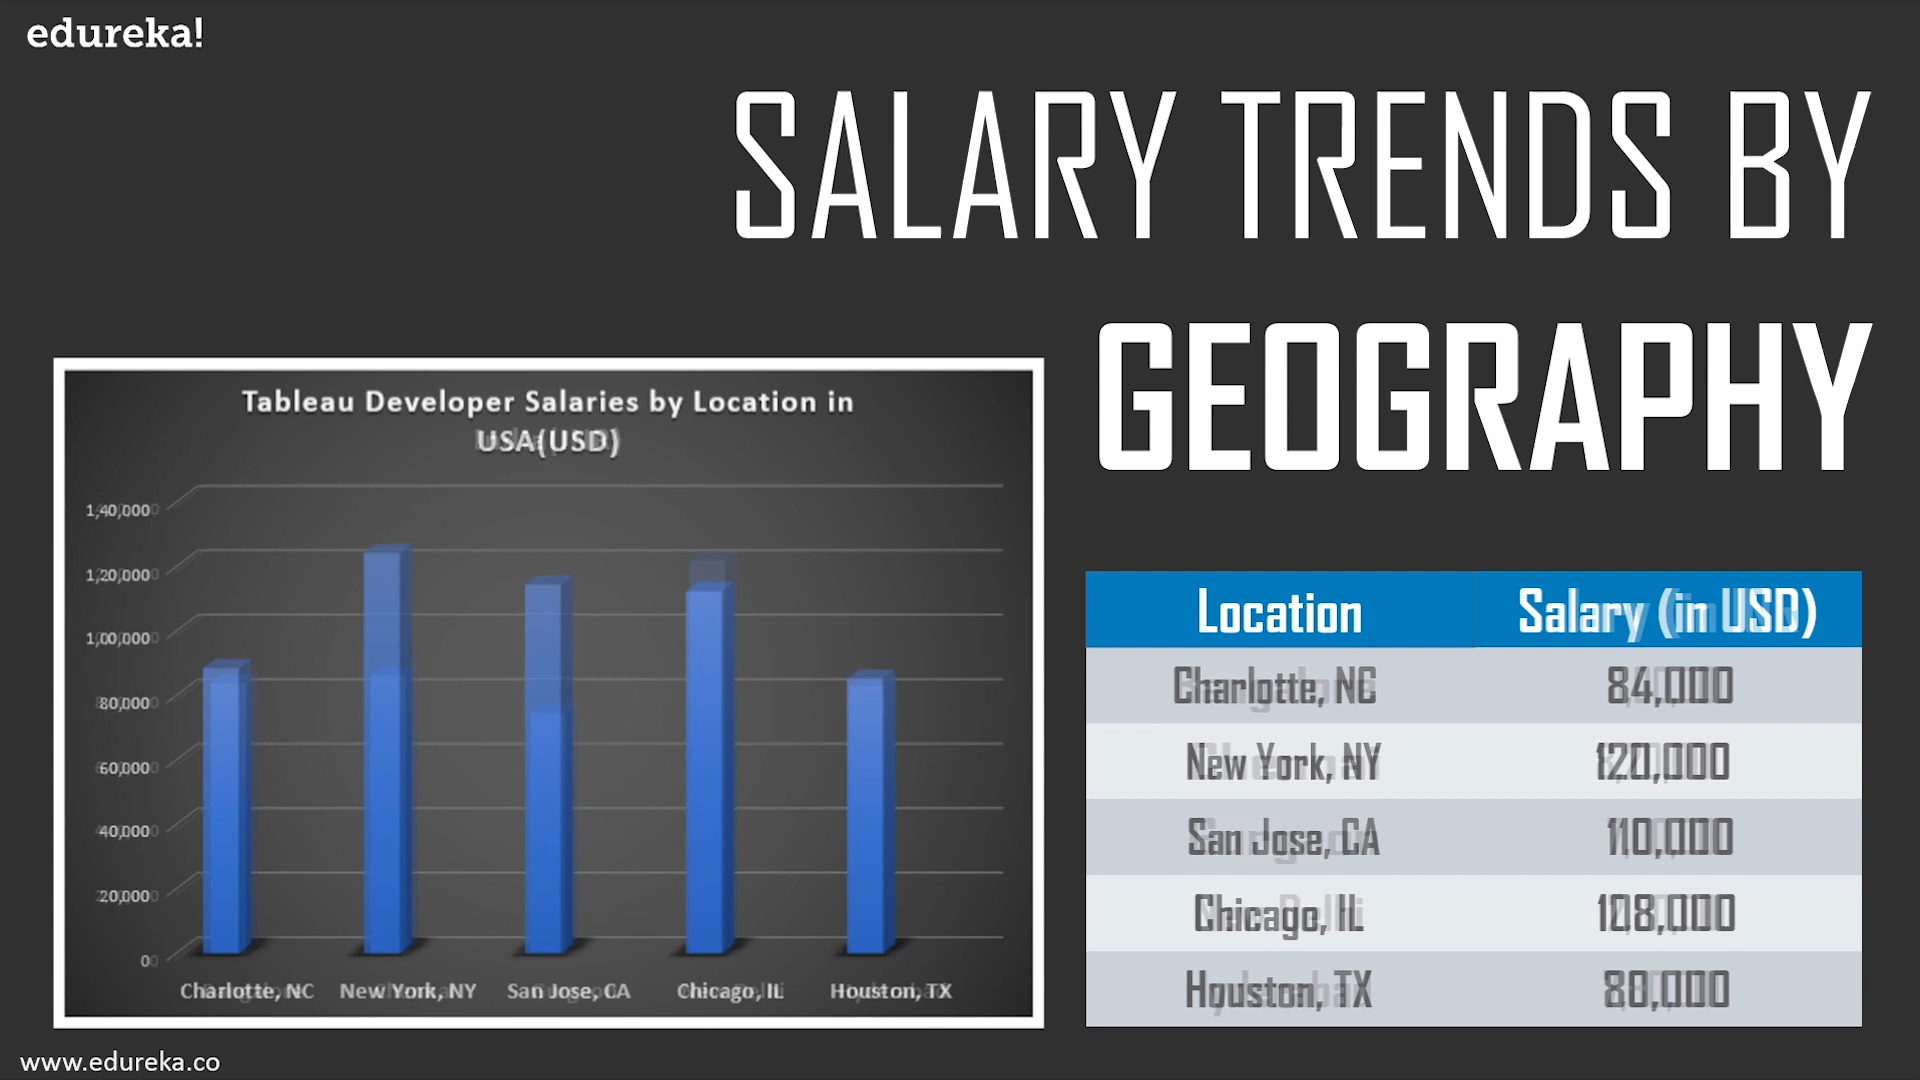 edureka!
SALARY TRENDS BY
GEOGRAPHY
Tableau Developer Salaries by Location in
USA(USD)
1,40,000
1,20,000
1,00,000
80,000
60,000
40,000
20,000
0
Charlotte, NC New York, NY San Jose, CA Chicago, IL Houston, TX
Location Salary (in USD)
Charlotte, NC 84,000
New York, NY 120,000
San Jose, CA 110,000
Chicago, IL 108,000
Houston, TX 80,000
www.edureka.co